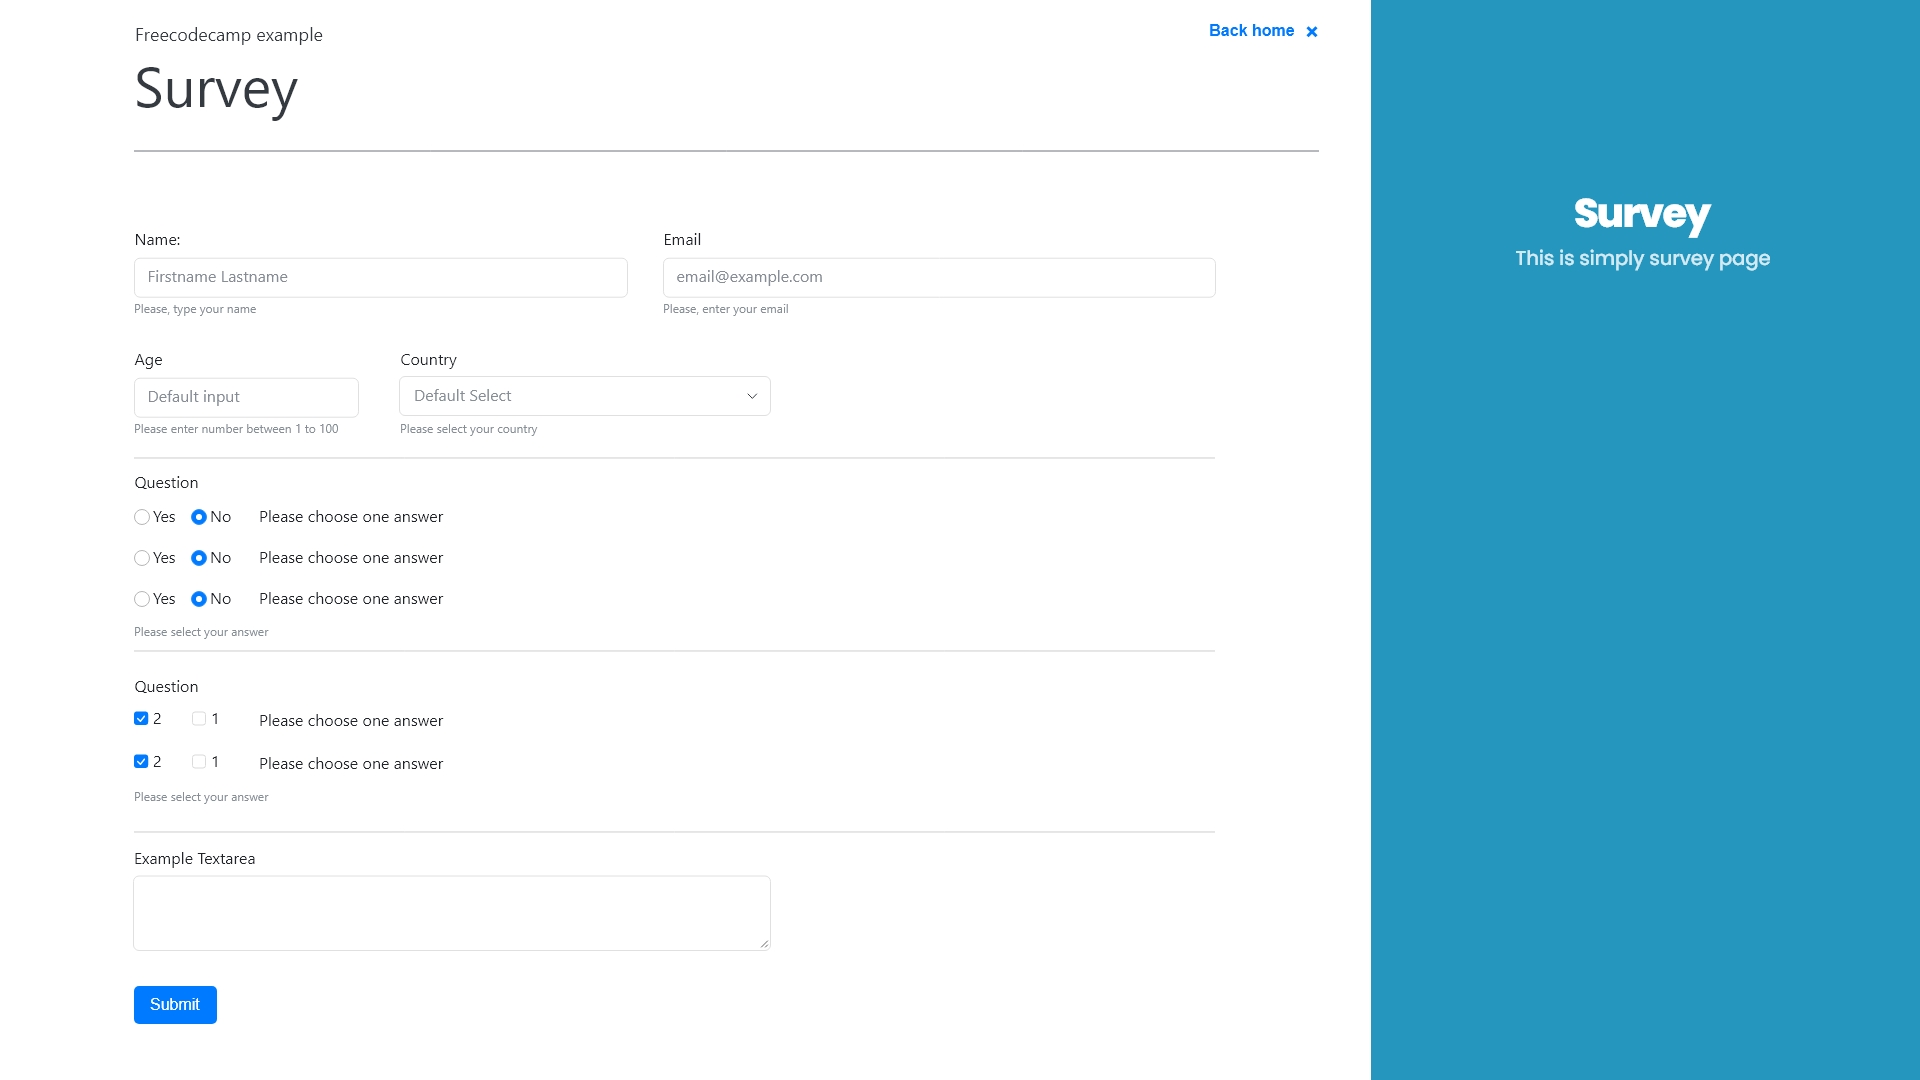 Freecodecamp example
Back home
Survey
Survey
This is simply survey page
Name:
Email
Firstname Lastname
email@example.com
Please, type your name
Please, enter your email
Age
Country
Default input
Default Select
Please enter number between 1 to 100
Please select your country
Question
Yes No Please choose one answer
Yes No Please choose one answer
Yes No Please choose one answer
Please select your answer
Question
2 1 Please choose one answer
2 1 Please choose one answer
Please select your answer
Example Textarea
Submit